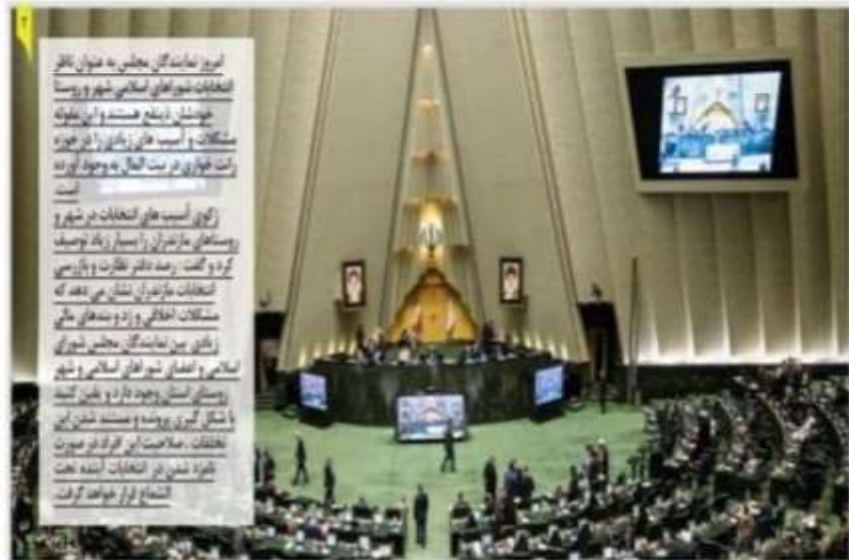 ۲
امروز نمایندگان مجلس به عنوان ناظر
انتخابات شوراهای اسلامی شهر و روستا
خودشان ذینفع هستند و این مقوله
مشکلات و آسیب های زیادی را در حوزه
رانت خواری در بیت المال به وجود آورده
است.
زکوی آسیب های انتخابات در شهر و
روستاهای مازندران را بسیار زیاد توصیف
کرد و گفت: رصد دفتر نظارت و بازرسی
انتخابات مازندران نشان می دهد که
مشکلات اخلاقی و زد و بندهای مالی
زیادی بین نمایندگان مجلس شورای
اسلامی و اعضای شوراهای اسلامی و شهر
روستای استان وجود دارد و یقین کنید
با شکل گیری پرونده و مستند شدن این
تخلفات، صلاحیت این افراد در صورت
نامزد شدن در انتخابات آینده تحت
الشعاع قرار خواهد گرفت.